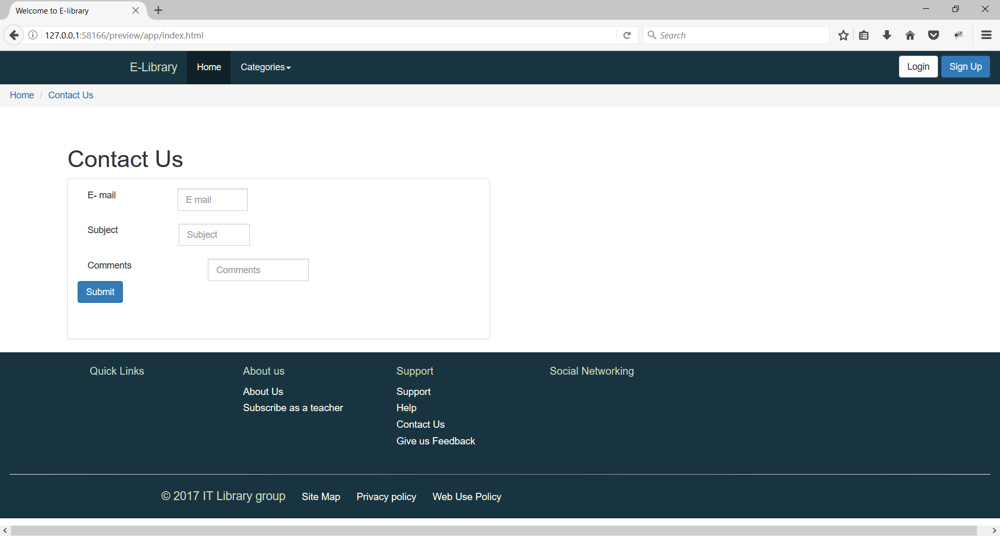 Welcome to E-library
127.0.0.1:58166/preview/app/index.html
Search
E-Library Home Categories Login Sign Up
Home / Contact Us
Contact Us
E- mail E mail
Subject Subject
Comments Comments
Submit
Quick Links About us Support Social Networking
About Us Support
Subscribe as a teacher Help
Contact Us
Give us Feedback
© 2017 IT Library group Site Map Privacy policy Web Use Policy